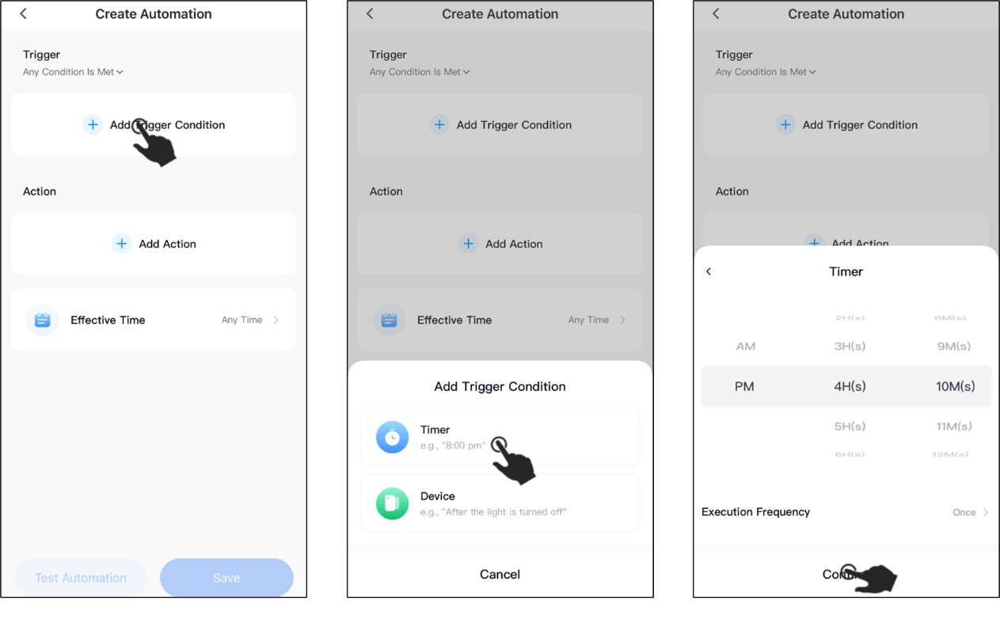 Create Automation
Trigger
Any Condition Is Met
Add Trigger Condition
Action
Add Action
Effective Time
Any Time
Test Automation
Save
Create Automation
Trigger
Any Condition Is Met
Add Trigger Condition
Action
Add Action
Effective Time
Any Time
Add Trigger Condition
Timer
e.g., "8:00 pm"
Device
e.g., "After the light is turned off"
Cancel
Create Automation
Trigger
Any Condition Is Met
Add Trigger Condition
Action
Add Action
Timer
2H(s) 8M(s)
AM 3H(s) 9M(s)
PM 4H(s) 10M(s)
5H(s) 11M(s)
6H(s) 12M(s)
Execution Frequency
Once